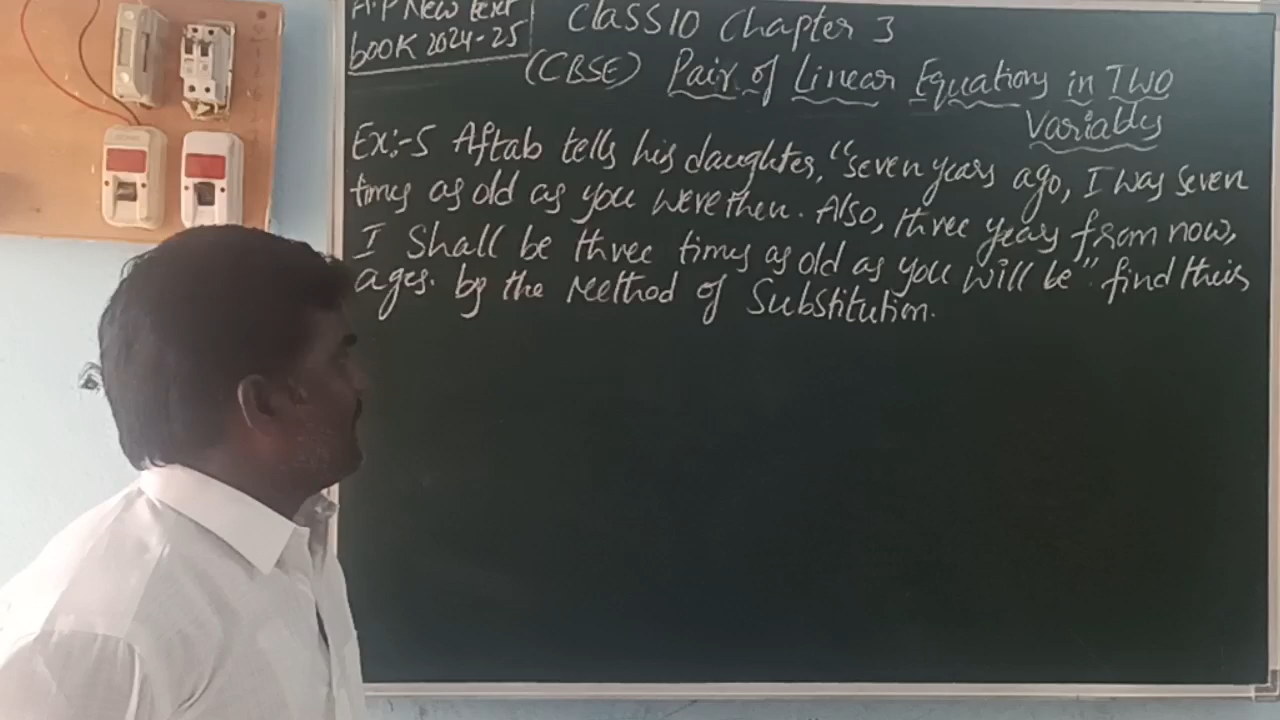 A.P New text
book 2024-25
Class 10 Chapter 3
(CBSE) Pair of Linear Equations in Two
Variables
Ex:-5 Aftab tells his daughter, "seven years ago, I was seven
times as old as you were then. Also, three years from now,
I Shall be three times as old as you will be" find their
ages. by the Method of Substitution.